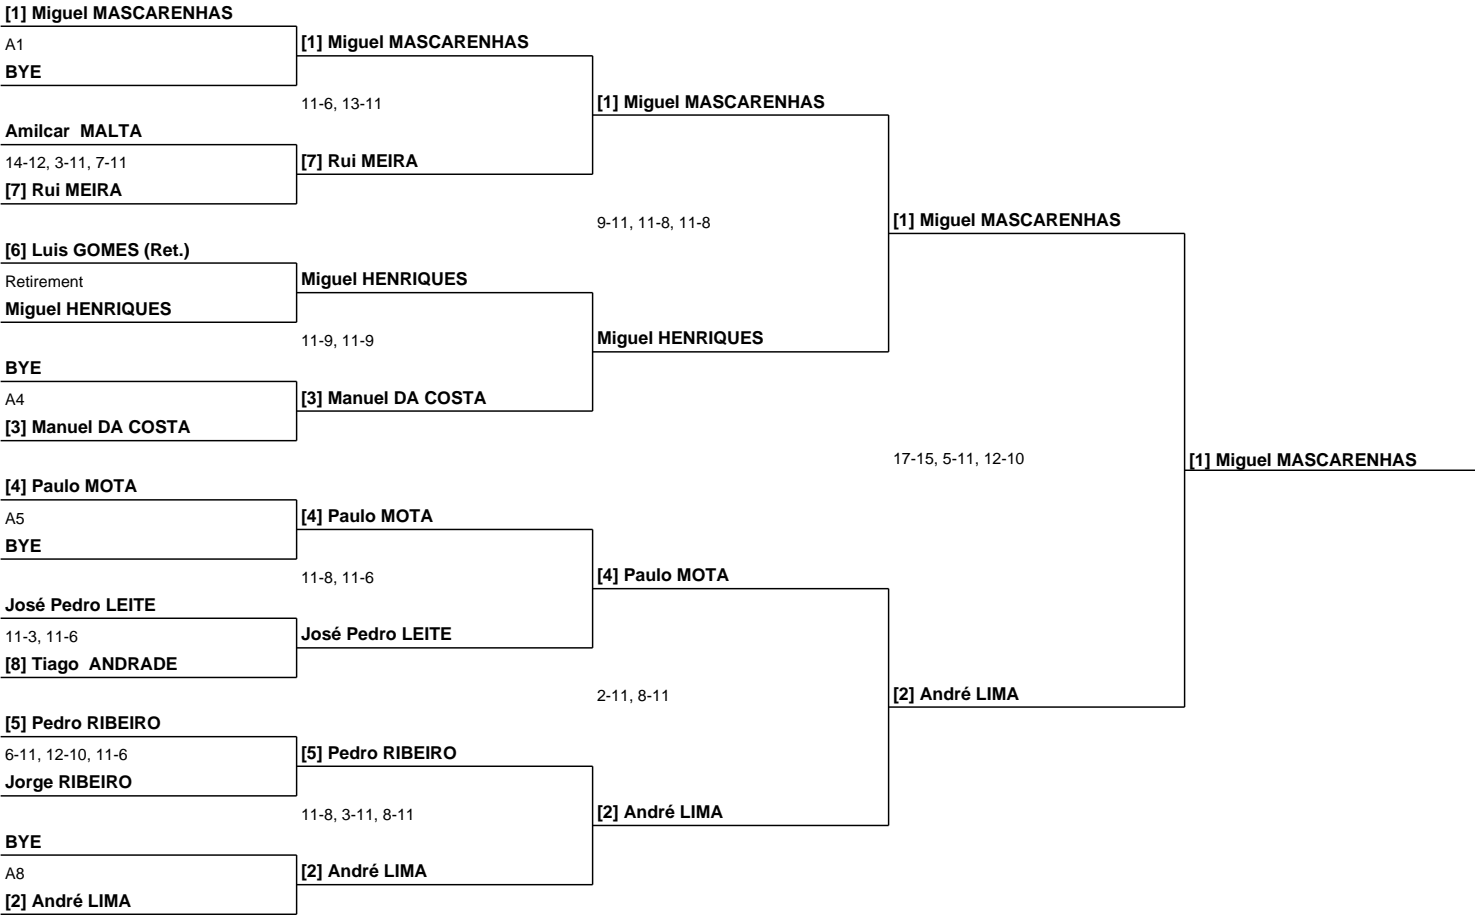 [1] Miguel MASCARENHAS
A1
BYE
Amilcar  MALTA
14-12, 3-11, 7-11
[7] Rui MEIRA
[6] Luis GOMES (Ret.)
Retirement
Miguel HENRIQUES
BYE
A4
[3] Manuel DA COSTA
[4] Paulo MOTA
A5
BYE
José Pedro LEITE
11-3, 11-6
[8] Tiago  ANDRADE
[5] Pedro RIBEIRO
6-11, 12-10, 11-6
Jorge RIBEIRO
BYE
A8
[2] André LIMA
[1] Miguel MASCARENHAS
11-6, 13-11
[7] Rui MEIRA
Miguel HENRIQUES
11-9, 11-9
[3] Manuel DA COSTA
[4] Paulo MOTA
11-8, 11-6
José Pedro LEITE
[5] Pedro RIBEIRO
11-8, 3-11, 8-11
[2] André LIMA
[1] Miguel MASCARENHAS
9-11, 11-8, 11-8
Miguel HENRIQUES
[4] Paulo MOTA
2-11, 8-11
[2] André LIMA
[1] Miguel MASCARENHAS
17-15, 5-11, 12-10
[2] André LIMA
[1] Miguel MASCARENHAS